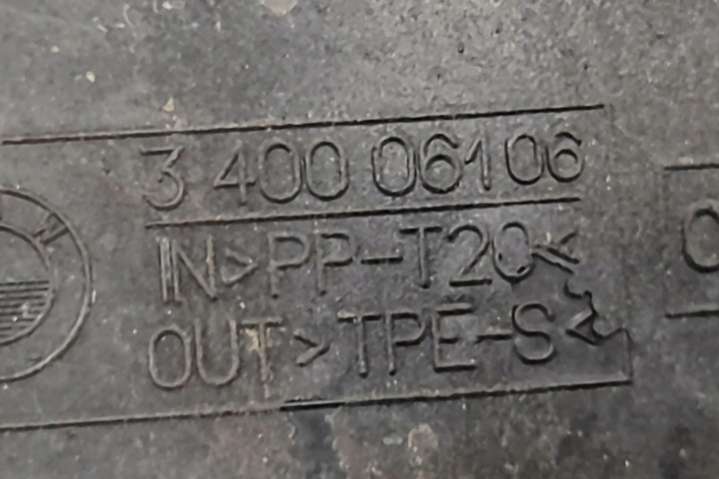 3 400 06106
IN>PP-T20<
OUT>TPE-S<